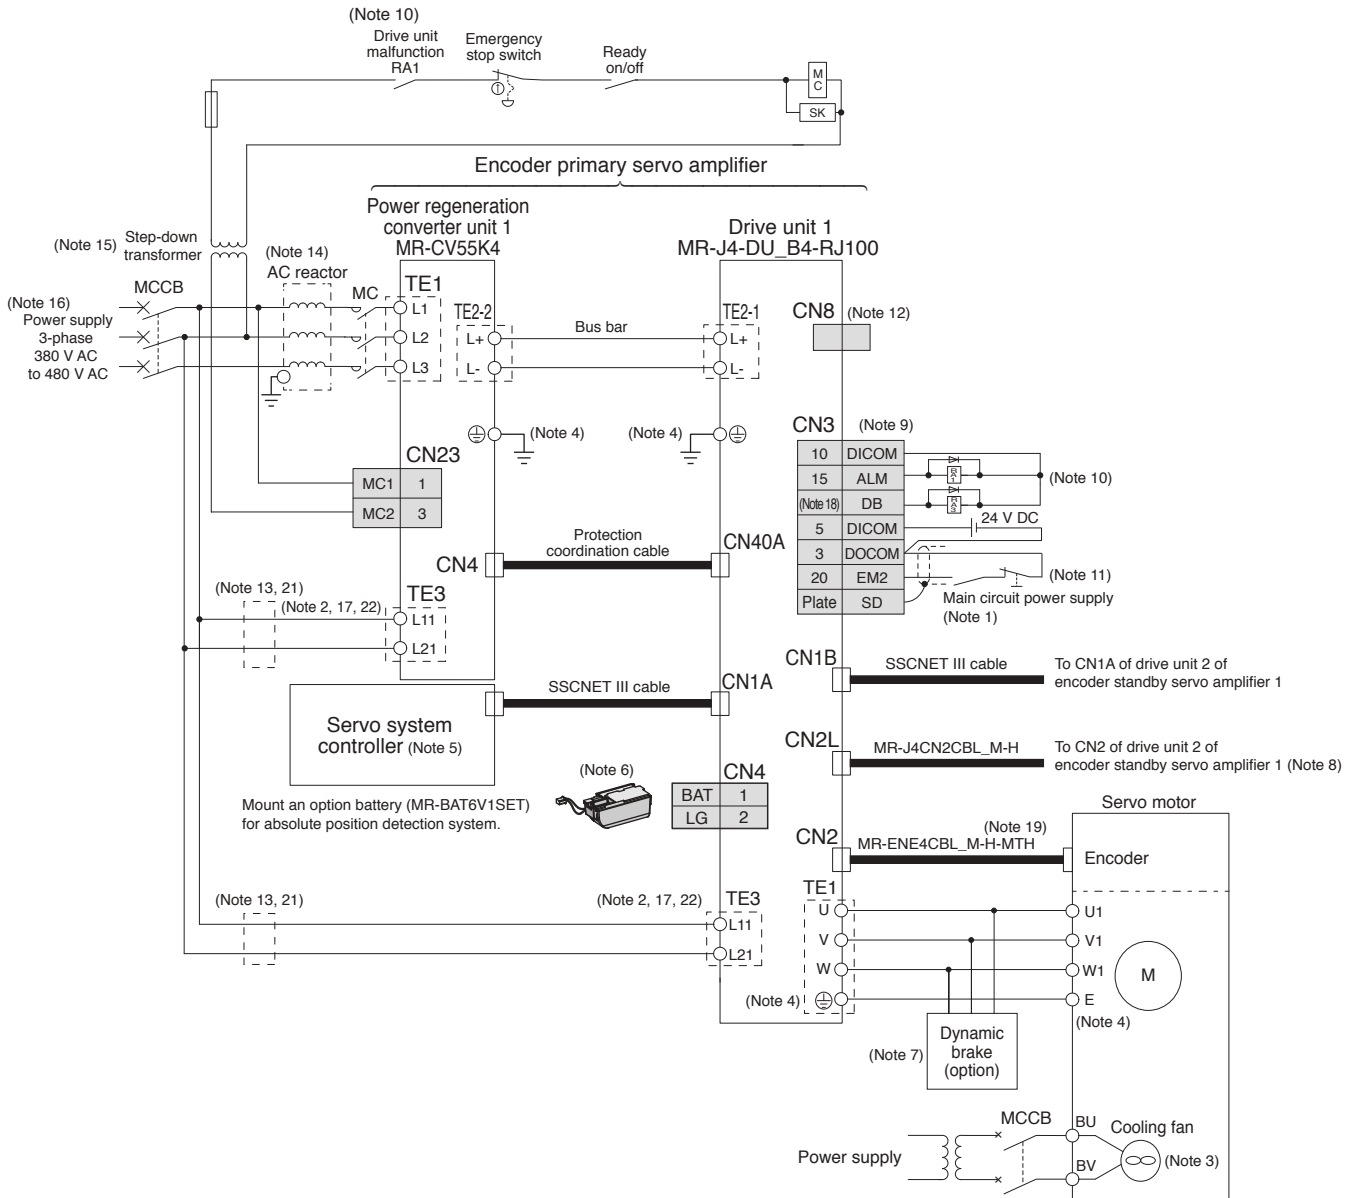 (Note 10)
Drive unit
malfunction
RA1
Emergency
stop switch
Ready
on/off
M
C
SK
Encoder primary servo amplifier
Power regeneration
converter unit 1
MR-CV55K4
Drive unit 1
MR-J4-DU_B4-RJ100
(Note 15)
Step-down
transformer
(Note 14)
AC reactor
MCCB
MC
TE1
(Note 16)
Power supply
3-phase
380 V AC
to 480 V AC
L1
L2
L3
TE2-2
L+
L-
Bus bar
TE2-1
L+
L-
CN8
(Note 12)
(Note 4)
(Note 4)
CN23
MC1 1
MC2 3
CN3
(Note 9)
10 DICOM
15 ALM
(Note 18) DB
5 DICOM
3 DOCOM
20 EM2
Plate SD
(Note 10)
24 V DC
(Note 11)
Main circuit power supply
(Note 1)
CN4
Protection
coordination cable
CN40A
(Note 13, 21)
(Note 2, 17, 22)
TE3
L11
L21
CN1B
SSCNET III cable
To CN1A of drive unit 2 of
encoder standby servo amplifier 1
Servo system
controller (Note 5)
SSCNET III cable
CN1A
CN2L
MR-J4CN2CBL_M-H
To CN2 of drive unit 2 of
encoder standby servo amplifier 1 (Note 8)
Mount an option battery (MR-BAT6V1SET)
for absolute position detection system.
(Note 6)
CN4
BAT 1
LG 2
Servo motor
CN2
(Note 19)
MR-ENE4CBL_M-H-MTH
Encoder
(Note 13, 21)
(Note 2, 17, 22)
TE3
L11
L21
TE1
U
V
W
(Note 4)
U1
V1
W1
E
(Note 4)
M
(Note 7)
Dynamic
brake
(option)
Power supply
MCCB
BU
BV
Cooling fan
(Note 3)